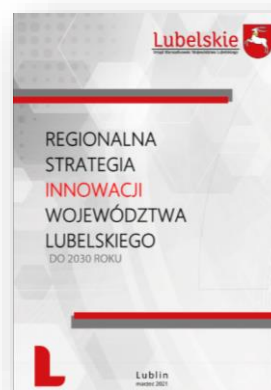 Lubelskie
REGIONALNA
STRATEGIA
INNOWACJI
WOJEWÓDZTWA
LUBELSKIEGO
DO 2030 ROKU
Lublin
marzec 2021